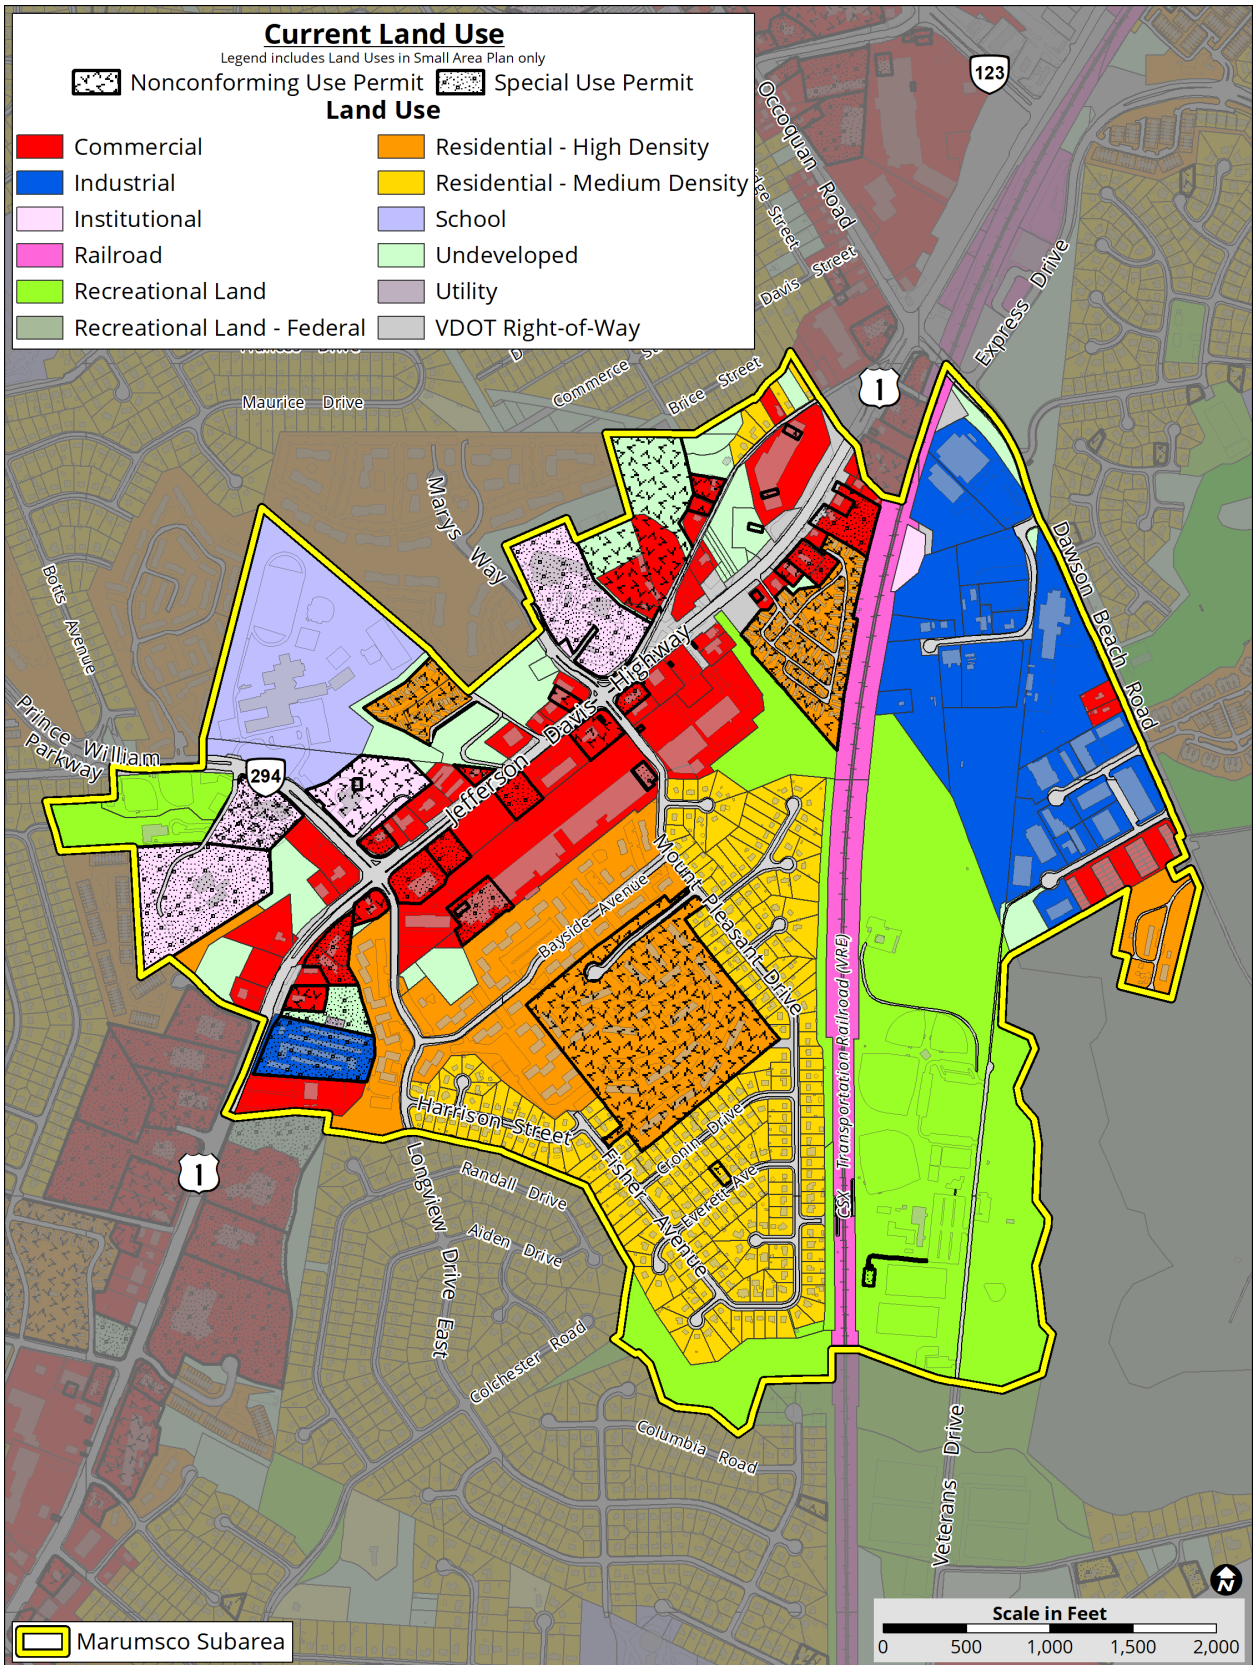 Current Land Use
Legend includes Land Uses in Small Area Plan only
Nonconforming Use Permit
Special Use Permit
Land Use
Commercial
Industrial
Institutional
Railroad
Recreational Land
Recreational Land - Federal
Residential - High Density
Residential - Medium Density
School
Undeveloped
Utility
VDOT Right-of-Way
123
Occoquan Road
Street
Davis Street
Express Drive
Maurice Drive
Commerce
Brice Street
1
Marys Way
Botts Avenue
Dawson Beach Road
Jefferson Davis Highway
Prince William
Parkway
294
Mount Pleasant Drive
Bayside Avenue
CSX Transportation Railroad (VRE)
Harrison Street
Cronin Drive
Everett Ave
Fisher Avenue
Randall Drive
Aiden Drive
Longview Drive East
1
Colchester Road
Columbia Road
Veterans Drive
N
Marumsco Subarea
Scale in Feet
0 500 1,000 1,500 2,000